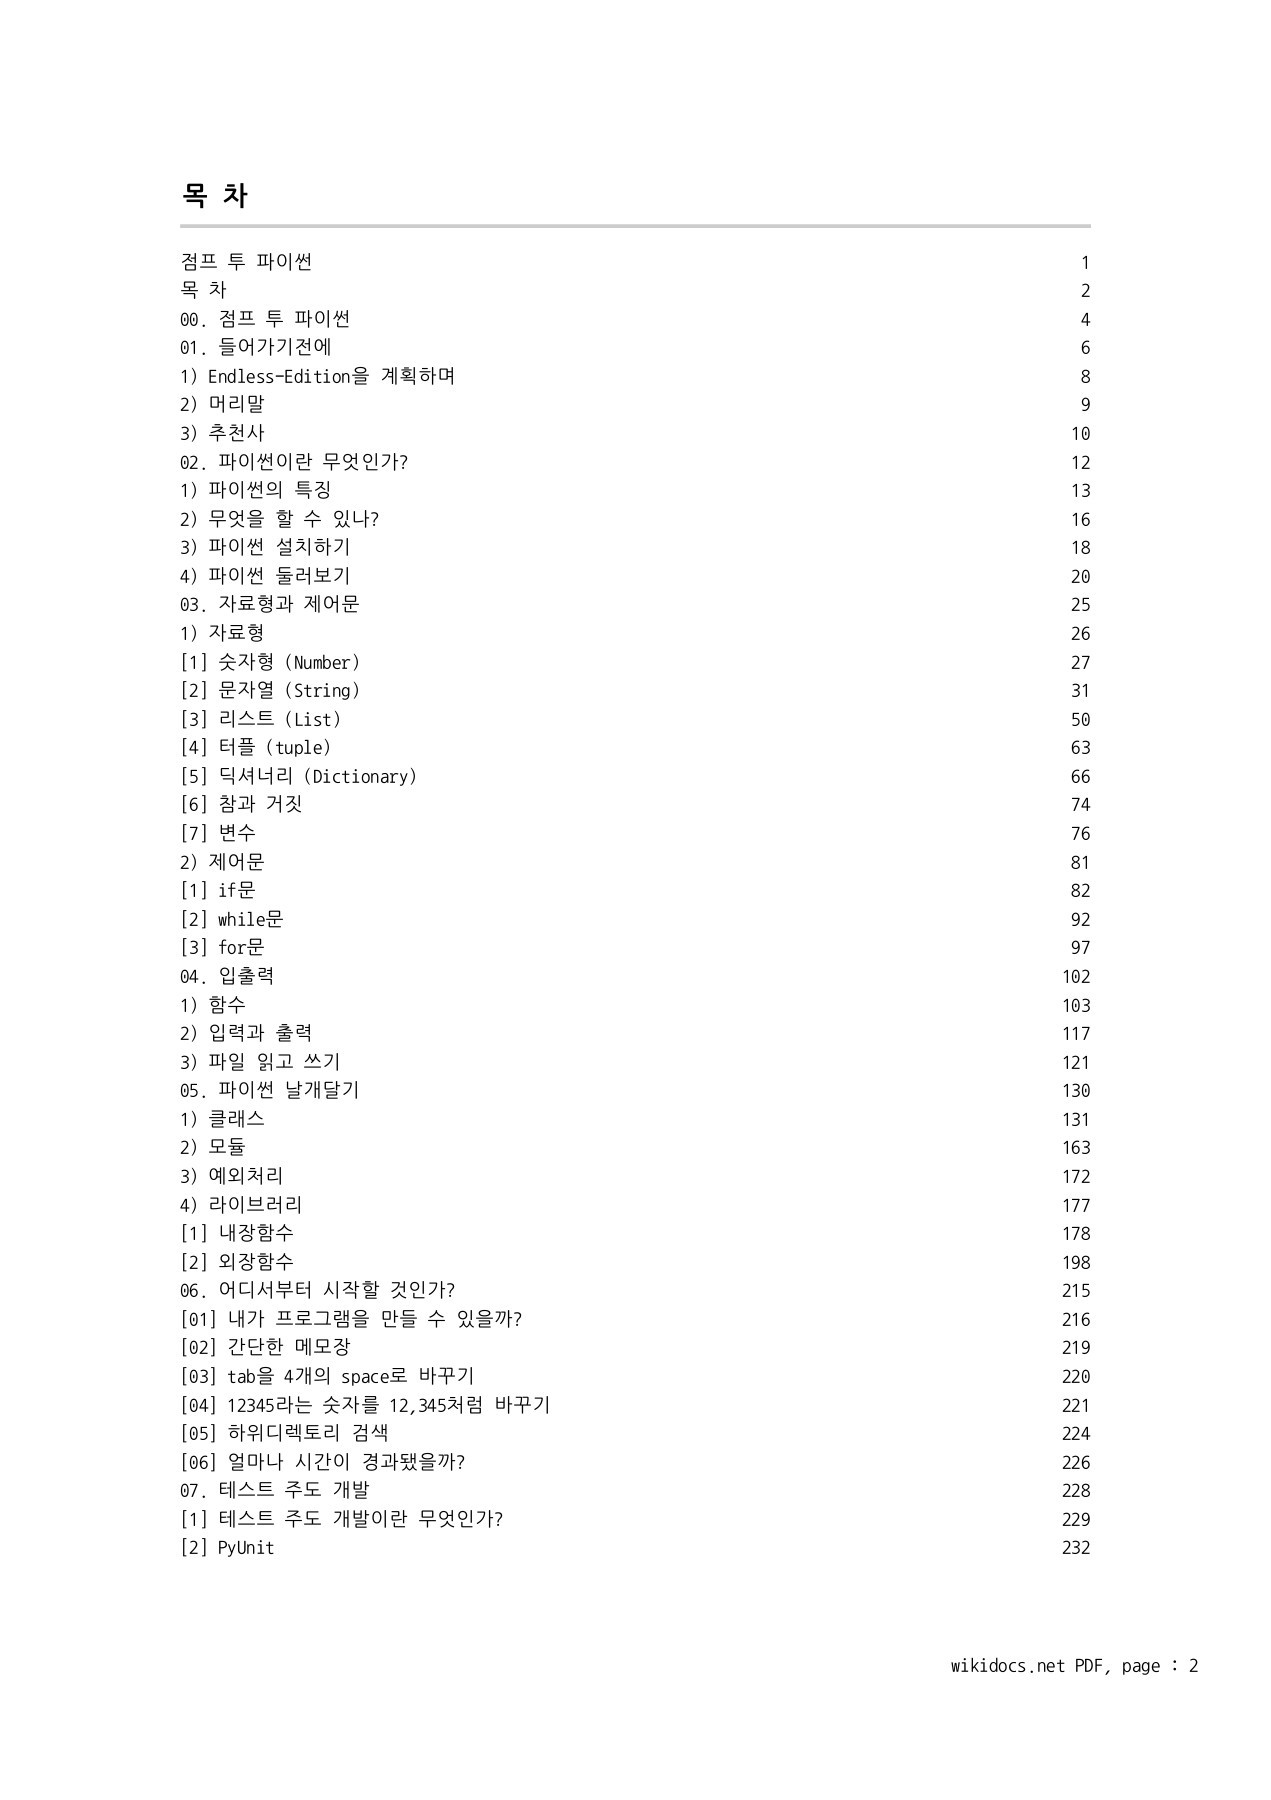 목 차
점프 투 파이썬 1
목 차 2
00. 점프 투 파이썬 4
01. 들어가기전에 6
1) Endless-Edition을 계획하며 8
2) 머리말 9
3) 추천사 10
02. 파이썬이란 무엇인가? 12
1) 파이썬의 특징 13
2) 무엇을 할 수 있나? 16
3) 파이썬 설치하기 18
4) 파이썬 둘러보기 20
03. 자료형과 제어문 25
1) 자료형 26
[1] 숫자형 (Number) 27
[2] 문자열 (String) 31
[3] 리스트 (List) 50
[4] 터플 (tuple) 63
[5] 딕셔너리 (Dictionary) 66
[6] 참과 거짓 74
[7] 변수 76
2) 제어문 81
[1] if문 82
[2] while문 92
[3] for문 97
04. 입출력 102
1) 함수 103
2) 입력과 출력 117
3) 파일 읽고 쓰기 121
05. 파이썬 날개달기 130
1) 클래스 131
2) 모듈 163
3) 예외처리 172
4) 라이브러리 177
[1] 내장함수 178
[2] 외장함수 198
06. 어디서부터 시작할 것인가? 215
[01] 내가 프로그램을 만들 수 있을까? 216
[02] 간단한 메모장 219
[03] tab을 4개의 space로 바꾸기 220
[04] 12345라는 숫자를 12,345처럼 바꾸기 221
[05] 하위디렉토리 검색 224
[06] 얼마나 시간이 경과됐을까? 226
07. 테스트 주도 개발 228
[1] 테스트 주도 개발이란 무엇인가? 229
[2] PyUnit 232
wikidocs.net PDF, page : 2